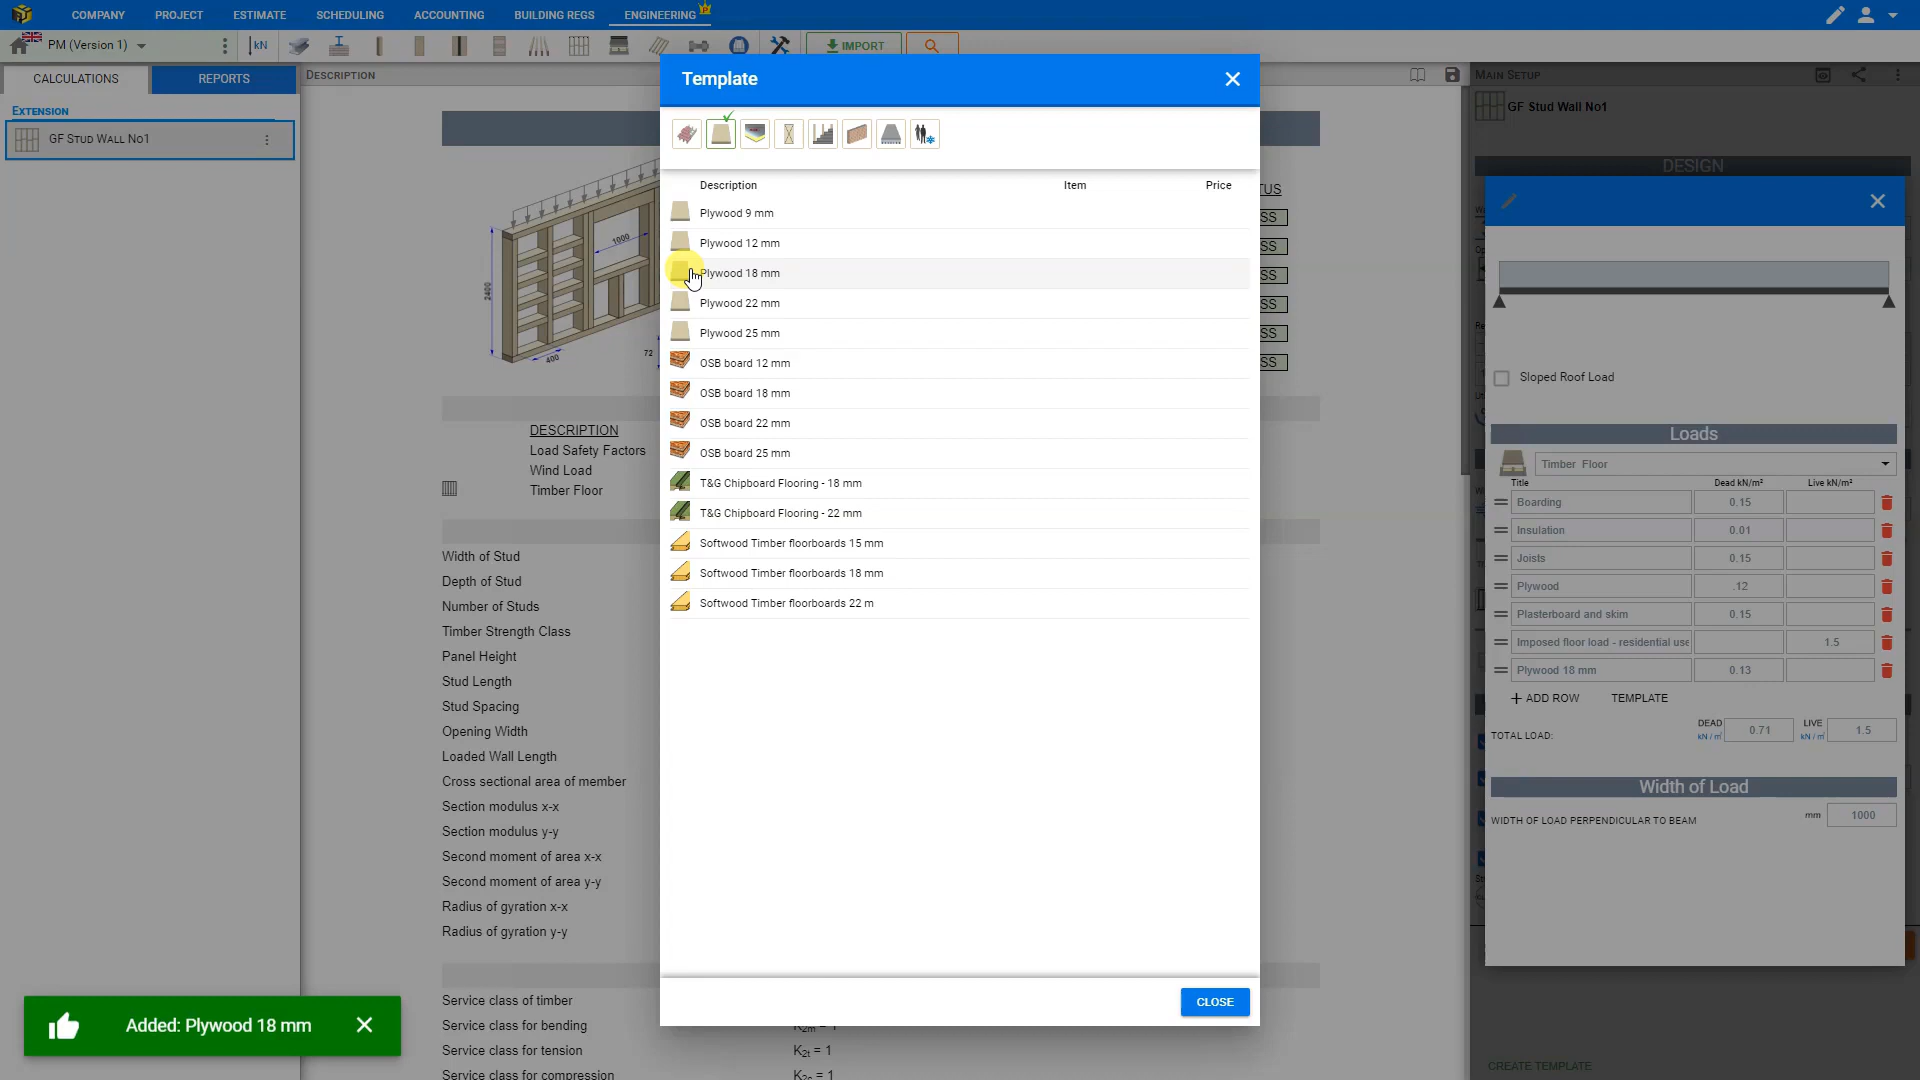 COMPANY PROJECT ESTIMATE SCHEDULING ACCOUNTING BUILDING REGS ENGINEERING
PM (Version 1) kN IMPORT
CALCULATIONS REPORTS
EXTENSION
GF STUD WALL NO1
DESCRIPTION
1000
2400
400
72
TUS
SS
SS
SS
SS
SS
SS
DESCRIPTION
Load Safety Factors
Wind Load
Timber Floor
Width of Stud
Depth of Stud
Number of Studs
Timber Strength Class
Panel Height
Stud Length
Stud Spacing
Opening Width
Loaded Wall Length
Cross sectional area of member
Section modulus x-x
Section modulus y-y
Second moment of area x-x
Second moment of area y-y
Radius of gyration x-x
Radius of gyration y-y
Service class of timber
Service class for bending K2m = 1
Service class for tension K2t = 1
Service class for compression K2c = 1
Template
Description Item Price
Plywood 9 mm
Plywood 12 mm
Plywood 18 mm
Plywood 22 mm
Plywood 25 mm
OSB board 12 mm
OSB board 18 mm
OSB board 22 mm
OSB board 25 mm
T&G Chipboard Flooring - 18 mm
T&G Chipboard Flooring - 22 mm
Softwood Timber floorboards 15 mm
Softwood Timber floorboards 18 mm
Softwood Timber floorboards 22 m
CLOSE
MAIN SETUP
GF Stud Wall No1
DESIGN
Sloped Roof Load
Loads
Timber Floor
Title Dead kN/m² Live kN/m²
Boarding 0.15
Insulation 0.01
Joists 0.15
Plywood .12
Plasterboard and skim 0.15
Imposed floor load - residential use 1.5
Plywood 18 mm 0.13
ADD ROW TEMPLATE
TOTAL LOAD: DEAD kN / m² 0.71 LIVE kN / m² 1.5
Width of Load
WIDTH OF LOAD PERPENDICULAR TO BEAM mm 1000
CREATE TEMPLATE
Added: Plywood 18 mm